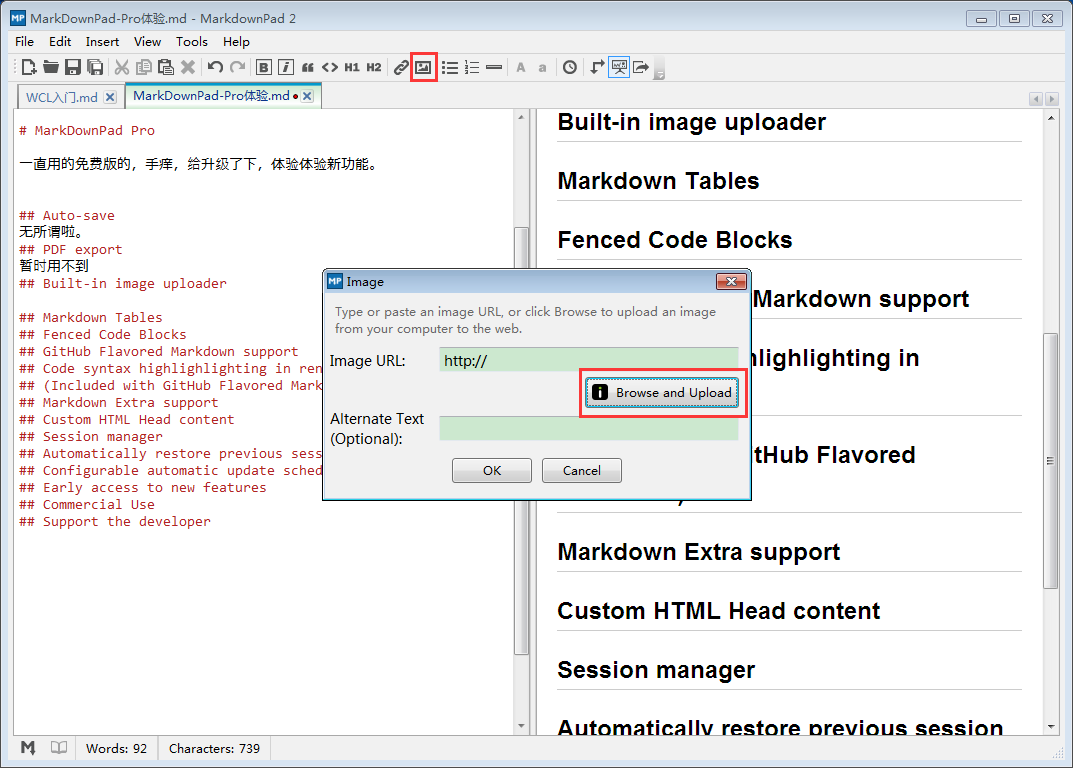 MarkDownPad-Pro体验.md - MarkdownPad 2
File Edit Insert View Tools Help
B i H1 H2 A a
WCL入门.md
MarkDownPad-Pro体验.md
# MarkDownPad Pro
一直用的免费版的，手痒，给升级了下，体验体验新功能。
## Auto-save
无所谓啦。
## PDF export
暂时用不到
## Built-in image uploader
## Markdown Tables
## Fenced Code Blocks
## GitHub Flavored Markdown support
## Code syntax highlighlighting in ren
## (Included with GitHub Flavored Mark
## Markdown Extra support
## Custom HTML Head content
## Session manager
## Automatically restore previous sess
## Configurable automatic update sched
## Early access to new features
## Commercial Use
## Support the developer
Built-in image uploader
Markdown Tables
Fenced Code Blocks
Markdown support
hlighlighting in
tHub Flavored
Markdown Extra support
Custom HTML Head content
Session manager
Automatically restore previous session
MP Image
Type or paste an image URL, or click Browse to upload an image
from your computer to the web.
Image URL:
http://
Browse and Upload
Alternate Text
(Optional):
OK
Cancel
Words: 92
Characters: 739